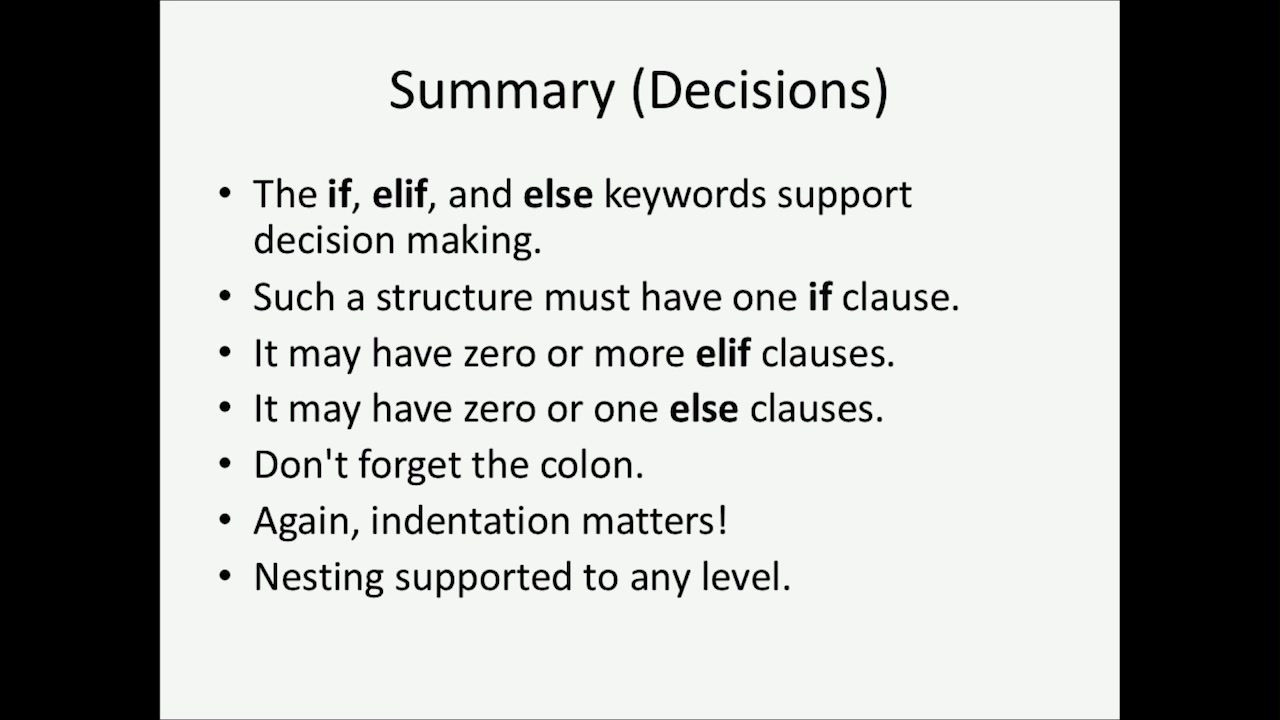 Summary (Decisions)
• The if, elif, and else keywords support
decision making.
• Such a structure must have one if clause.
• It may have zero or more elif clauses.
• It may have zero or one else clauses.
• Don't forget the colon.
• Again, indentation matters!
• Nesting supported to any level.